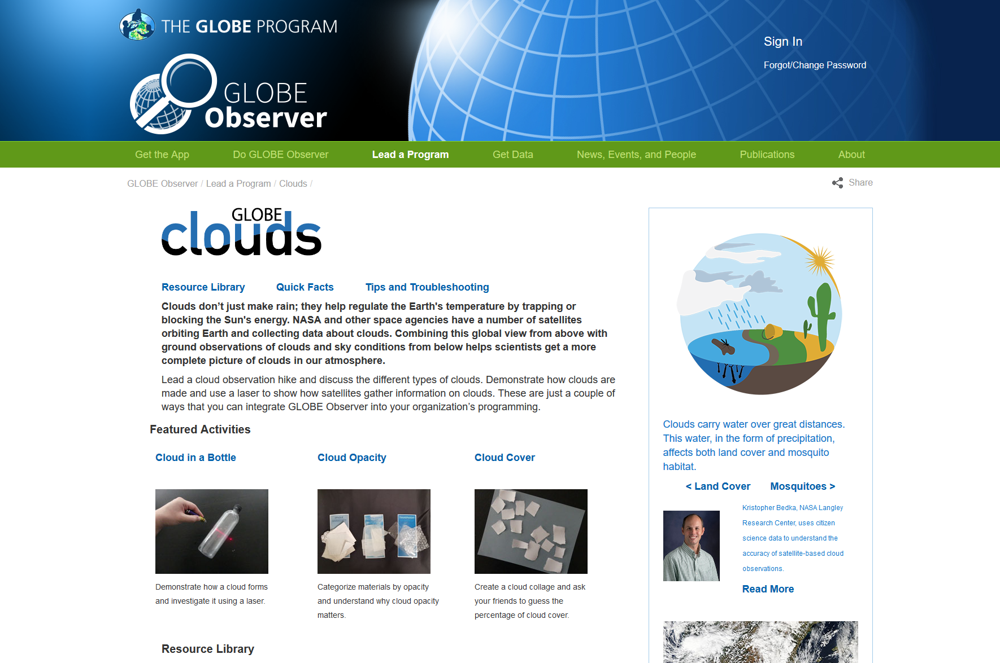 THE GLOBE PROGRAM
GLOBE
Observer
Sign In
Forgot/Change Password
Get the App
Do GLOBE Observer
Lead a Program
Get Data
News, Events, and People
Publications
About
GLOBE Observer / Lead a Program / Clouds /
Share
GLOBE
clouds
Resource Library
Quick Facts
Tips and Troubleshooting
Clouds don’t just make rain; they help regulate the Earth's temperature by trapping or
blocking the Sun's energy. NASA and other space agencies have a number of satellites
orbiting Earth and collecting data about clouds. Combining this global view from above with
ground observations of clouds and sky conditions from below helps scientists get a more
complete picture of clouds in our atmosphere.
Lead a cloud observation hike and discuss the different types of clouds. Demonstrate how clouds are
made and use a laser to show how satellites gather information on clouds. These are just a couple of
ways that you can integrate GLOBE Observer into your organization’s programming.
Featured Activities
Cloud in a Bottle
Demonstrate how a cloud forms
and investigate it using a laser.
Cloud Opacity
Categorize materials by opacity
and understand why cloud opacity
matters.
Cloud Cover
Create a cloud collage and ask
your friends to guess the
percentage of cloud cover.
Resource Library
Clouds carry water over great distances.
This water, in the form of precipitation,
affects both land cover and mosquito
habitat.
< Land Cover
Mosquitoes >
Kristopher Bedka, NASA Langley
Research Center, uses citizen
science data to understand the
accuracy of satellite-based cloud
observations.
Read More